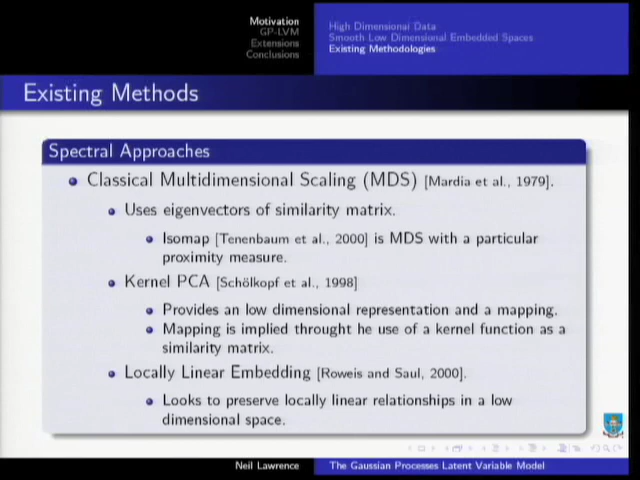 Motivation
GP-LVM
Extensions
Conclusions
High Dimensional Data
Smooth Low Dimensional Embedded Spaces
Existing Methodologies
Existing Methods
Spectral Approaches
Classical Multidimensional Scaling (MDS) [Mardia et al., 1979].
Uses eigenvectors of similarity matrix.
Isomap [Tenenbaum et al., 2000] is MDS with a particular
proximity measure.
Kernel PCA [Schölkopf et al., 1998]
Provides an low dimensional representation and a mapping.
Mapping is implied throught he use of a kernel function as a
similarity matrix.
Locally Linear Embedding [Roweis and Saul, 2000].
Looks to preserve locally linear relationships in a low
dimensional space.
Neil Lawrence
The Gaussian Processes Latent Variable Model